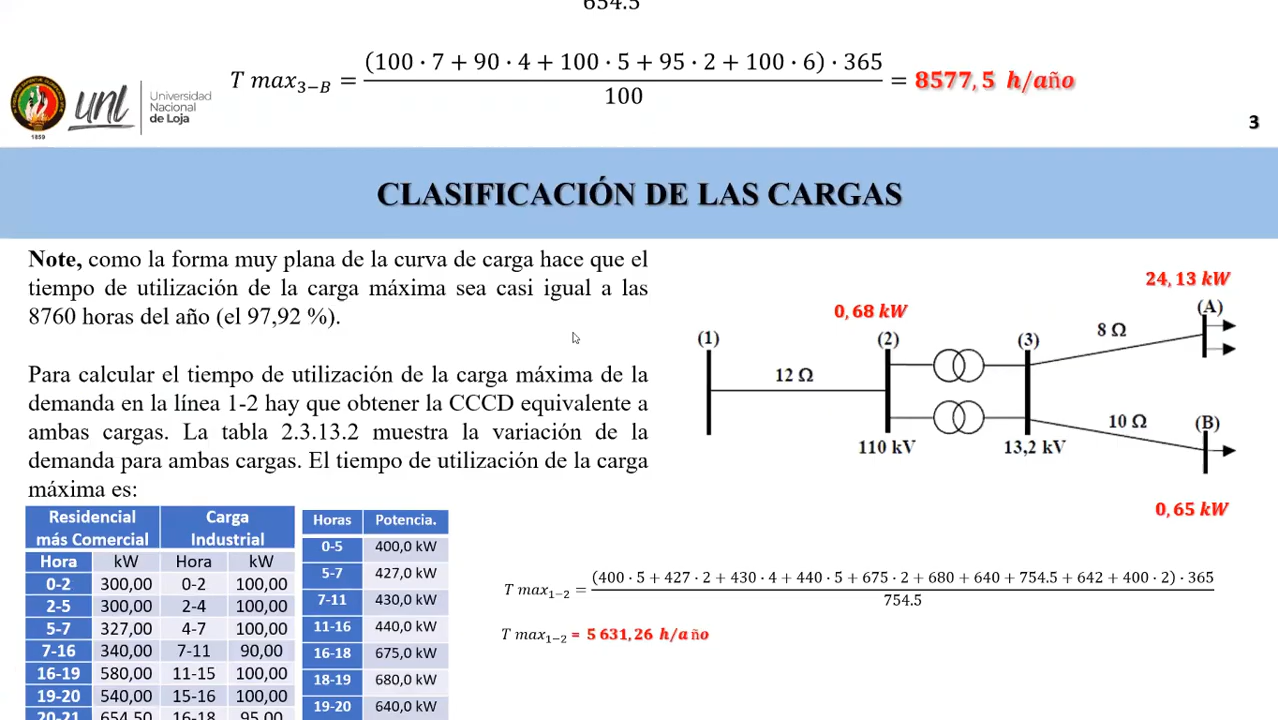 654.5
T max₃₋B = (100 · 7 + 90 · 4 + 100 · 5 + 95 · 2 + 100 · 6) · 365 / 100 = 8577,5 h/año
1859
unl
Universidad
Nacional
de Loja
3
CLASIFICACIÓN DE LAS CARGAS
Note, como la forma muy plana de la curva de carga hace que el
tiempo de utilización de la carga máxima sea casi igual a las
8760 horas del año (el 97,92 %).
Para calcular el tiempo de utilización de la carga máxima de la
demanda en la línea 1-2 hay que obtener la CCCD equivalente a
ambas cargas. La tabla 2.3.13.2 muestra la variación de la
demanda para ambas cargas. El tiempo de utilización de la carga
máxima es:
24,13 kW
0,68 kW
(A)
(1)
(2)
(3)
8 Ω
12 Ω
10 Ω
(B)
110 kV
13,2 kV
0,65 kW
Residencial más Comercial	Carga Industrial
Hora	kW	Hora	kW
0-2	300,00	0-2	100,00
2-5	300,00	2-4	100,00
5-7	327,00	4-7	100,00
7-16	340,00	7-11	90,00
16-19	580,00	11-15	100,00
19-20	540,00	15-16	100,00
20-21	654,50	16-18	95,00
Horas	Potencia.
0-5	400,0 kW
5-7	427,0 kW
7-11	430,0 kW
11-16	440,0 kW
16-18	675,0 kW
18-19	680,0 kW
19-20	640,0 kW
T max₁₋₂ = (400 · 5 + 427 · 2 + 430 · 4 + 440 · 5 + 675 · 2 + 680 + 640 + 754.5 + 642 + 400 · 2) · 365 / 754.5
T max₁₋₂ = 5 631,26 h/año